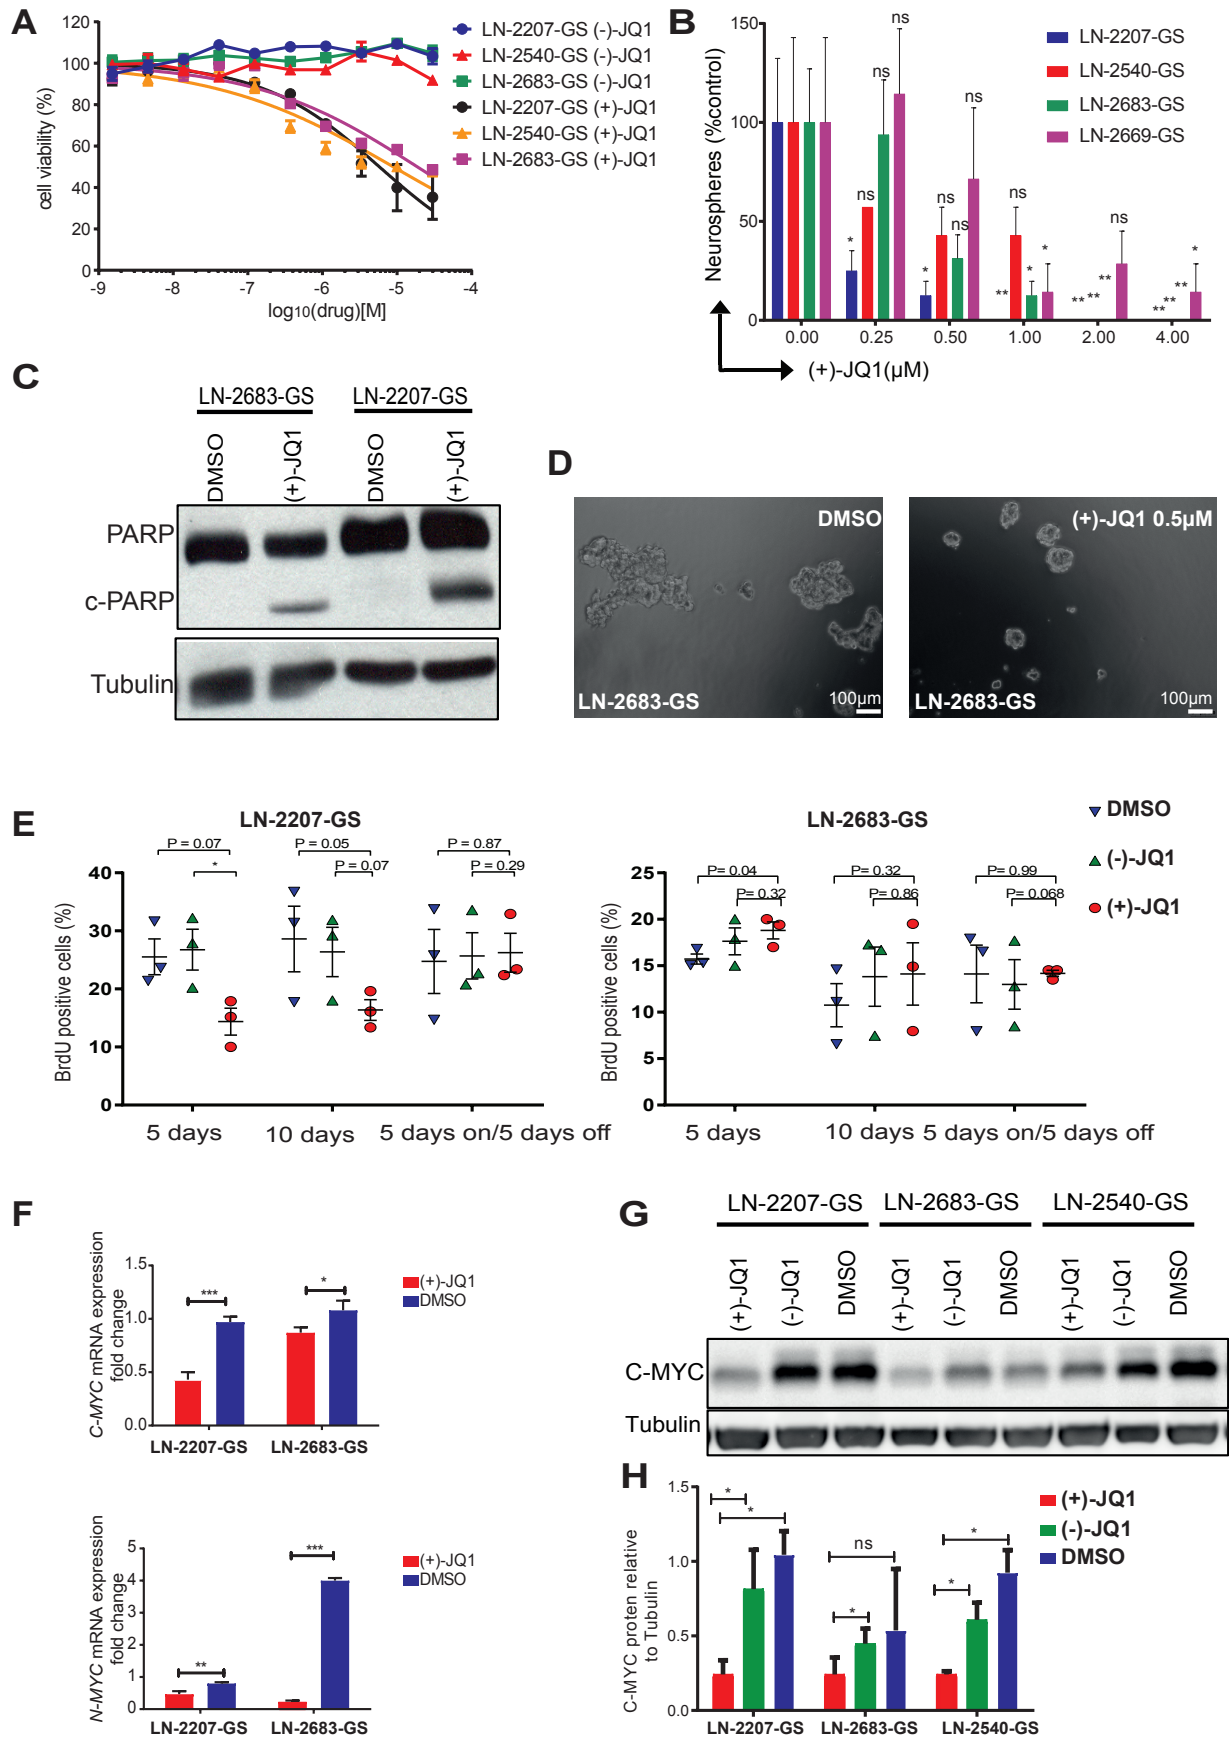 A
120
100
80
60
40
20
0
cell viability (%)
-9
-8
-7
-6
-5
-4
log10(drug)[M]
LN-2207-GS (-)-JQ1
LN-2540-GS (-)-JQ1
LN-2683-GS (-)-JQ1
LN-2207-GS (+)-JQ1
LN-2540-GS (+)-JQ1
LN-2683-GS (+)-JQ1
B
150
100
50
0
Neurospheres (%control)
ns
ns
ns
*
ns
*
ns
ns
**
ns
*
*
**
**
**
ns
**
**
**
*
0.00
0.25
0.50
1.00
2.00
4.00
(+)-JQ1(µM)
LN-2207-GS
LN-2540-GS
LN-2683-GS
LN-2669-GS
C
LN-2683-GS
LN-2207-GS
DMSO
(+)-JQ1
DMSO
(+)-JQ1
PARP
c-PARP
Tubulin
D
DMSO
LN-2683-GS
100µm
(+)-JQ1 0.5µM
LN-2683-GS
100µm
E
LN-2207-GS
P = 0.07
*
P = 0.05
P = 0.07
P = 0.87
P = 0.29
40
30
20
10
0
BrdU positive cells (%)
5 days
10 days
5 days on/5 days off
LN-2683-GS
P = 0.04
P= 0.32
P= 0.32
P= 0.86
P = 0.99
P= 0.068
25
20
15
10
5
0
BrdU positive cells (%)
5 days
10 days
5 days on/5 days off
DMSO
(-)-JQ1
(+)-JQ1
F
1.5
1.0
0.5
0.0
C-MYC mRNA expression
fold change
***
*
(+)-JQ1
DMSO
LN-2207-GS
LN-2683-GS
5
4
3
2
1
0
N-MYC mRNA expression
fold change
**
***
(+)-JQ1
DMSO
LN-2207-GS
LN-2683-GS
G
LN-2207-GS
LN-2683-GS
LN-2540-GS
(+)-JQ1
(-)-JQ1
DMSO
(+)-JQ1
(-)-JQ1
DMSO
(+)-JQ1
(-)-JQ1
DMSO
C-MYC
Tubulin
H
1.5
1.0
0.5
0.0
C-MYC proten relative
to Tubulin
*
*
ns
*
*
*
(+)-JQ1
(-)-JQ1
DMSO
LN-2207-GS
LN-2683-GS
LN-2540-GS